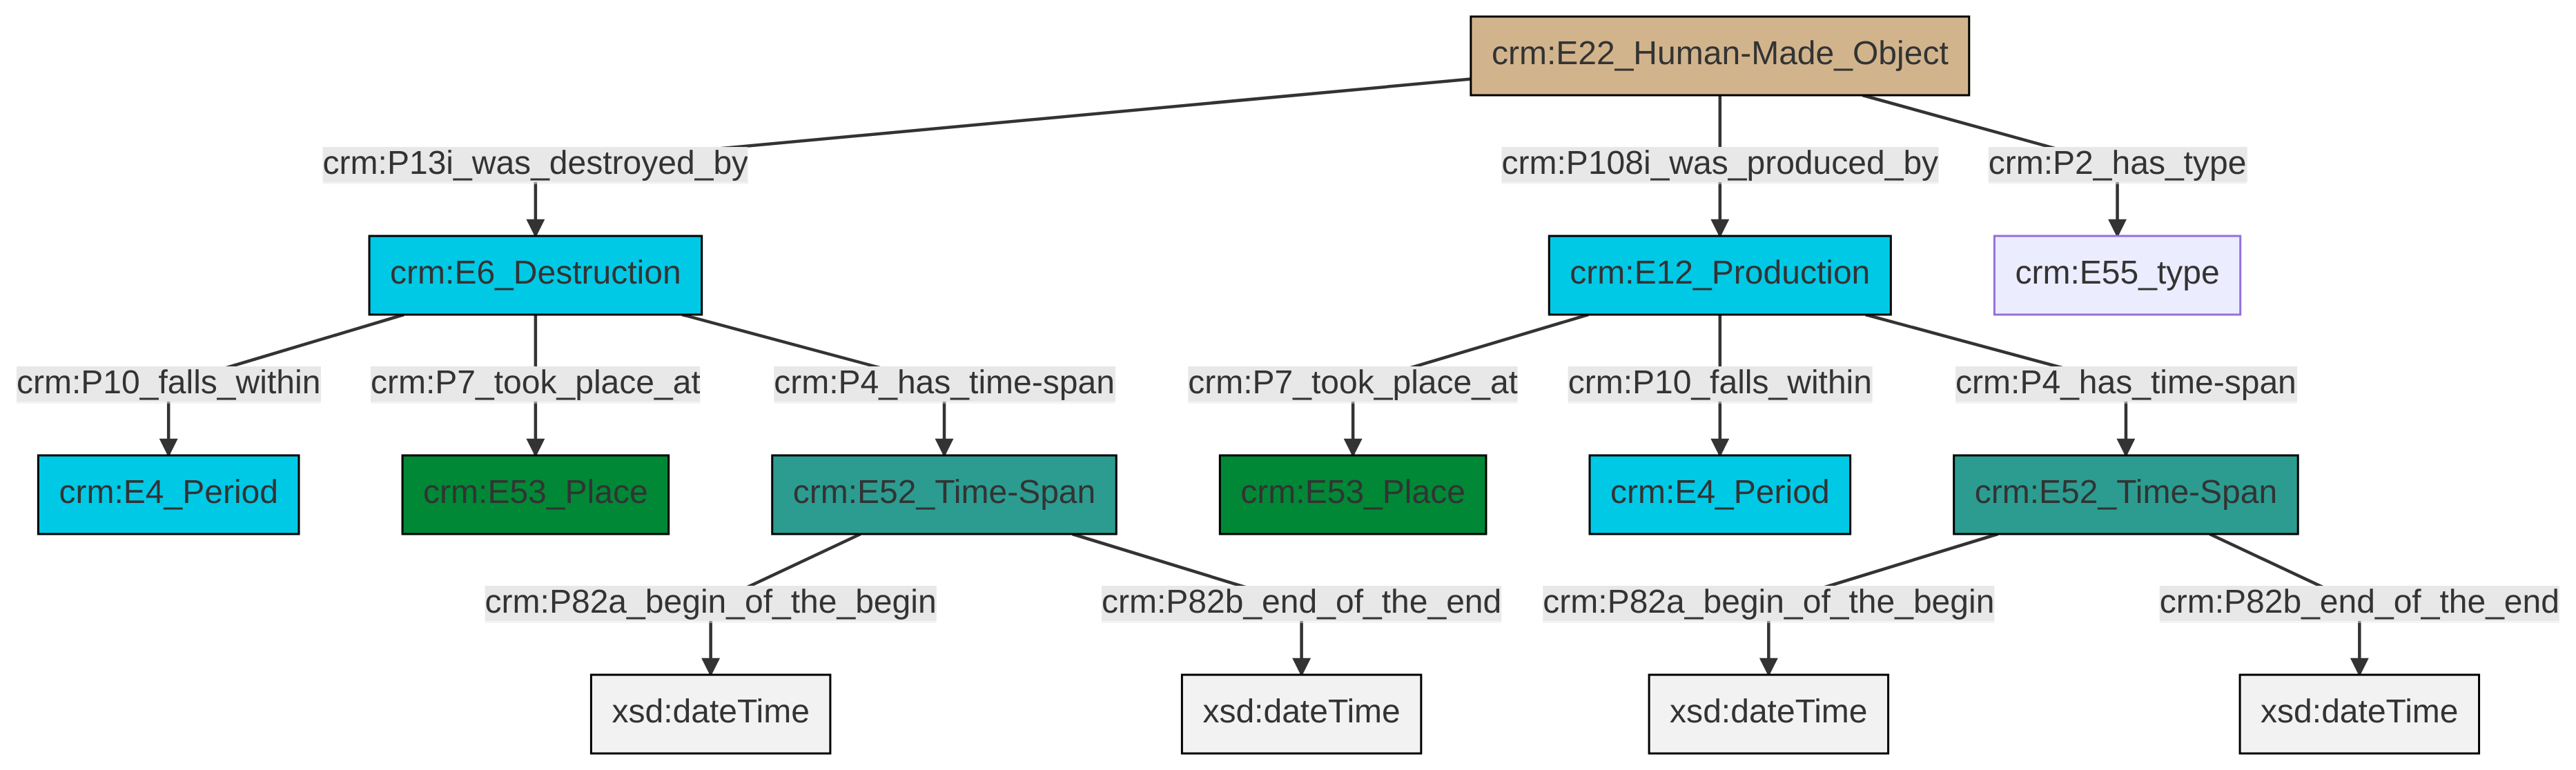 crm:E22_Human-Made_Object
crm:P13i_was_destroyed_by
crm:P108i_was_produced_by
crm:P2_has_type
crm:E6_Destruction
crm:E12_Production
crm:E55_type
crm:P10_falls_within
crm:P7_took_place_at
crm:P4_has_time-span
crm:P7_took_place_at
crm:P10_falls_within
crm:P4_has_time-span
crm:E4_Period
crm:E53_Place
crm:E52_Time-Span
crm:E53_Place
crm:E4_Period
crm:E52_Time-Span
crm:P82a_begin_of_the_begin
crm:P82b_end_of_the_end
crm:P82a_begin_of_the_begin
crm:P82b_end_of_the_end
xsd:dateTime
xsd:dateTime
xsd:dateTime
xsd:dateTime